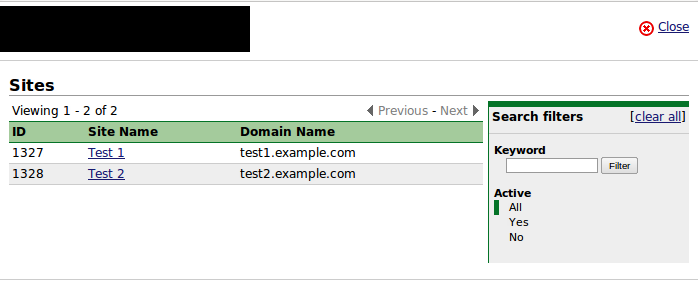 Close
Sites
Viewing 1 - 2 of 2
Previous - Next
ID Site Name Domain Name
1327 Test 1 test1.example.com
1328 Test 2 test2.example.com
Search filters [clear all]
Keyword
Filter
Active
All
Yes
No